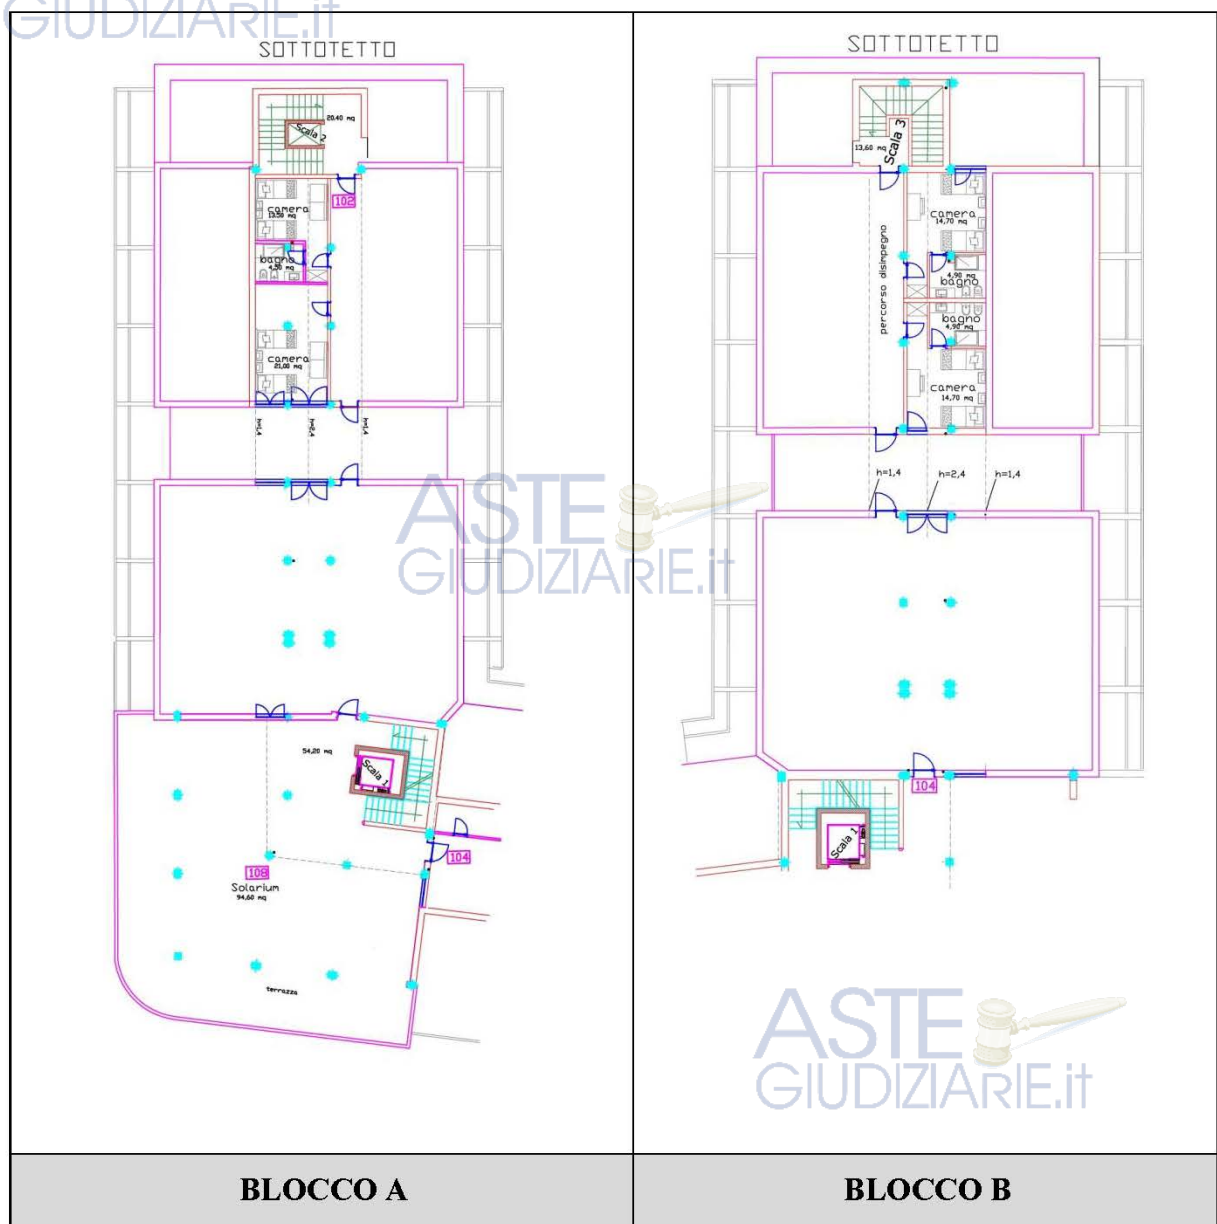 GIUDIZIARIE.it
SOTTOTETTO
20,40 mq
Scala 2
102
camera
13,50 mq
bagno
4,50 mq
camera
21,00 mq
h=1,4
h=2,4
h=1,4
54,20 mq
Scala 1
104
108
Solarium
94,60 mq
terrazza
BLOCCO A
SOTTOTETTO
13,60 mq
Scala 3
camera
14,70 mq
percorso disimpegno
4,90 mq
bagno
bagno
4,90 mq
camera
14,70 mq
h=1,4
h=2,4
h=1,4
104
Scala 1
BLOCCO B
ASTE
GIUDIZIARIE.it
ASTE
GIUDIZIARIE.it